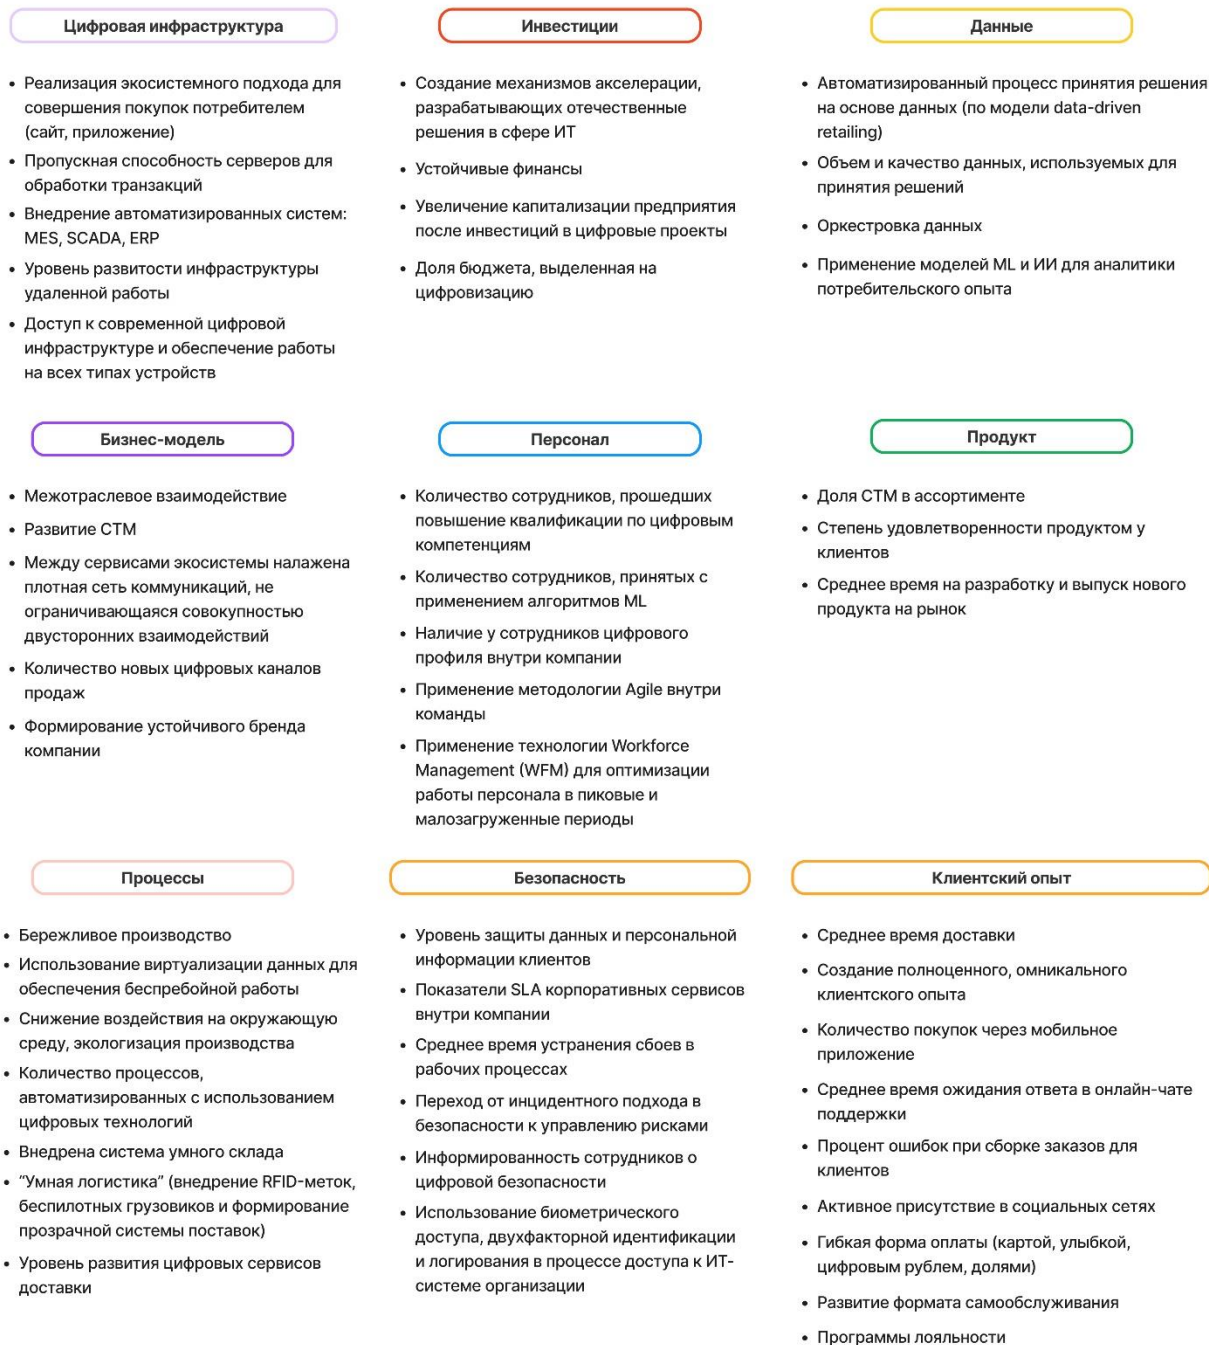 Цифровая инфраструктура
• Реализация экосистемного подхода для
совершения покупок потребителем
(сайт, приложение)
• Пропускная способность серверов для
обработки транзакций
• Внедрение автоматизированных систем:
MES, SCADA, ERP
• Уровень развитости инфраструктуры
удаленной работы
• Доступ к современной цифровой
инфраструктуре и обеспечение работы
на всех типах устройств
Инвестиции
• Создание механизмов акселерации,
разрабатывающих отечественные
решения в сфере ИТ
• Устойчивые финансы
• Увеличение капитализации предприятия
после инвестиций в цифровые проекты
• Доля бюджета, выделенная на
цифровизацию
Данные
• Автоматизированный процесс принятия решения
на основе данных (по модели data-driven
retailing)
• Объем и качество данных, используемых для
принятия решений
• Оркестровка данных
• Применение моделей ML и ИИ для аналитики
потребительского опыта
Бизнес-модель
• Межотраслевое взаимодействие
• Развитие СТМ
• Между сервисами экосистемы налажена
плотная сеть коммуникаций, не
ограничивающаяся совокупностью
двусторонних взаимодействий
• Количество новых цифровых каналов
продаж
• Формирование устойчивого бренда
компании
Персонал
• Количество сотрудников, прошедших
повышение квалификации по цифровым
компетенциям
• Количество сотрудников, принятых с
применением алгоритмов ML
• Наличие у сотрудников цифрового
профиля внутри компании
• Применение методологии Agile внутри
команды
• Применение технологии Workforce
Management (WFM) для оптимизации
работы персонала в пиковые и
малозагруженные периоды
Продукт
• Доля СТМ в ассортименте
• Степень удовлетворенности продуктом у
клиентов
• Среднее время на разработку и выпуск нового
продукта на рынок
Процессы
• Бережливое производство
• Использование виртуализации данных для
обеспечения беспребойной работы
• Снижение воздействия на окружающую
среду, экологизация производства
• Количество процессов,
автоматизированных с использованием
цифровых технологий
• Внедрена система умного склада
• “Умная логистика” (внедрение RFID-меток,
беспилотных грузовиков и формирование
прозрачной системы поставок)
• Уровень развития цифровых сервисов
доставки
Безопасность
• Уровень защиты данных и персональной
информации клиентов
• Показатели SLA корпоративных сервисов
внутри компании
• Среднее время устранения сбоев в
рабочих процессах
• Переход от инцидентного подхода в
безопасности к управлению рисками
• Информированность сотрудников о
цифровой безопасности
• Использование биометрического
доступа, двухфакторной идентификации
и логирования в процессе доступа к ИТ-
системе организации
Клиентский опыт
• Среднее время доставки
• Создание полноценного, омникального
клиентского опыта
• Количество покупок через мобильное
приложение
• Среднее время ожидания ответа в онлайн-чате
поддержки
• Процент ошибок при сборке заказов для
клиентов
• Активное присутствие в социальных сетях
• Гибкая форма оплаты (картой, улыбкой,
цифровым рублем, долями)
• Развитие формата самообслуживания
• Программы лояльности